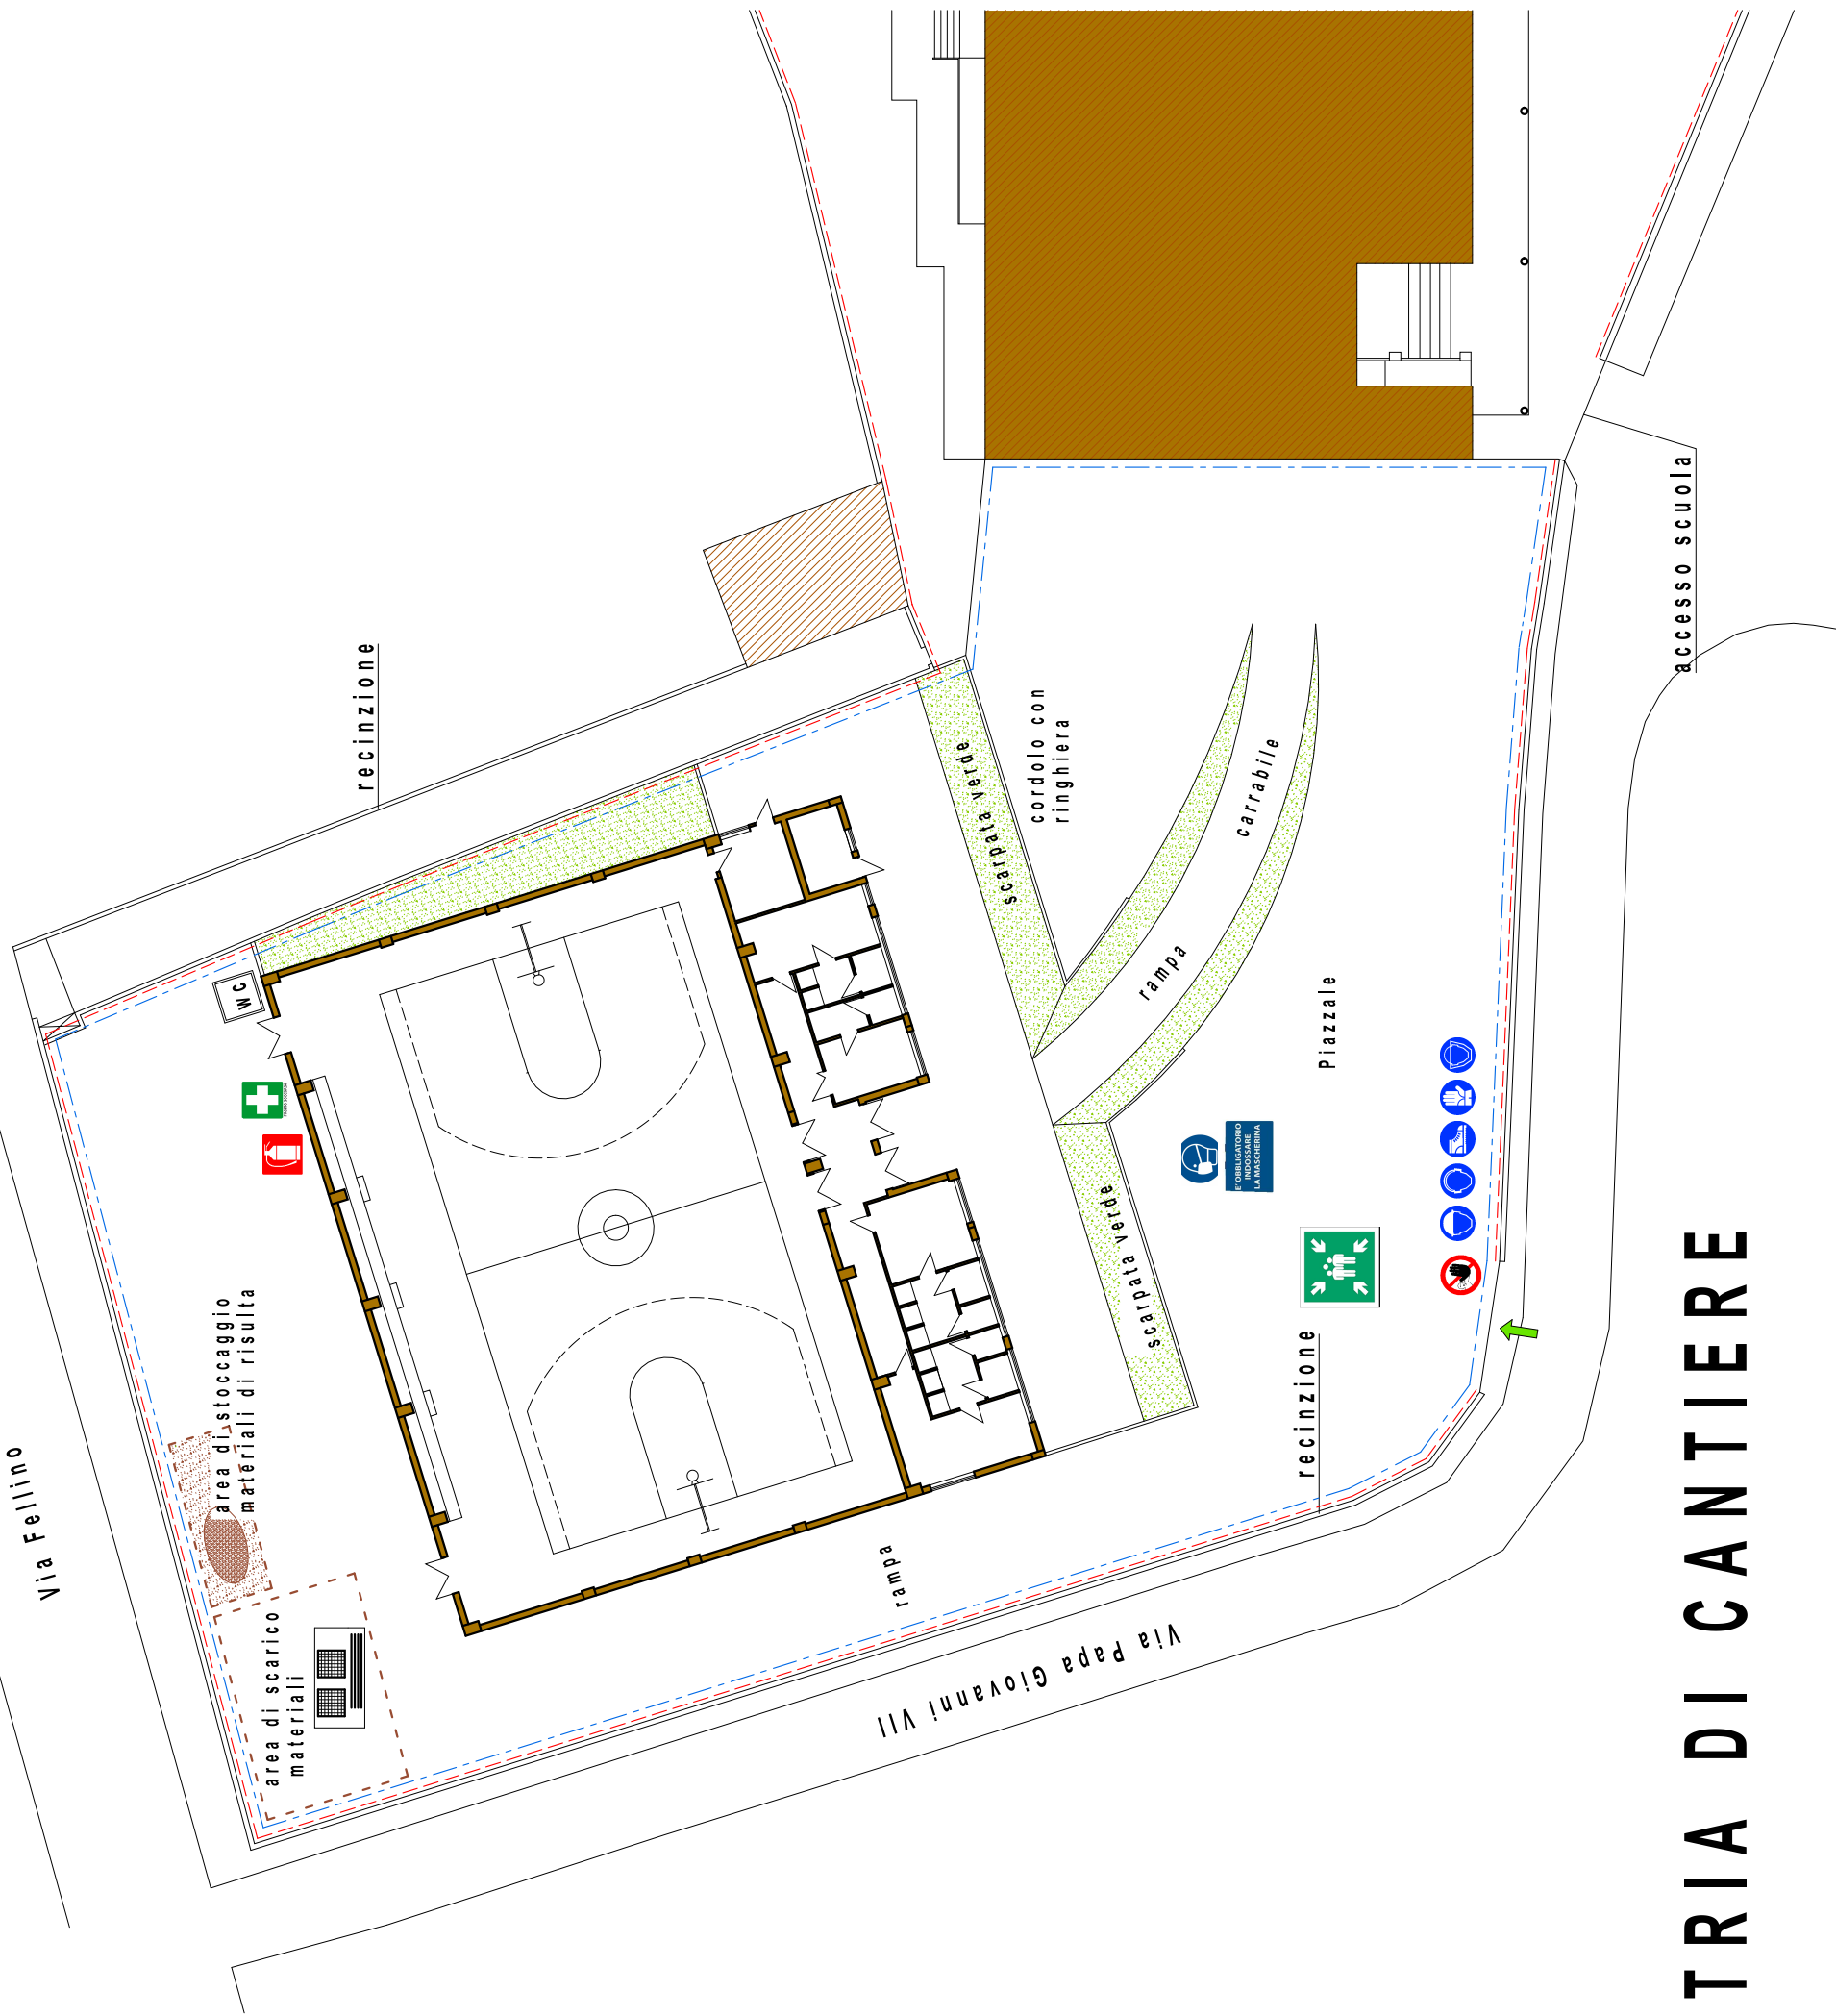 Via Fellino
recinzione
WC
area di stoccaggio
materiali di risulta
area di scarico
materiali
scarpata verde
cordolo con
ringhiera
carrabile
rampa
Piazzale
scarpata verde
E'OBBLIGATORIO
INDOSSARE
LA MASCHERINA
recinzione
rampa
Via Papa Giovanni VII
accesso scuola
TRIA DI CANTIERE